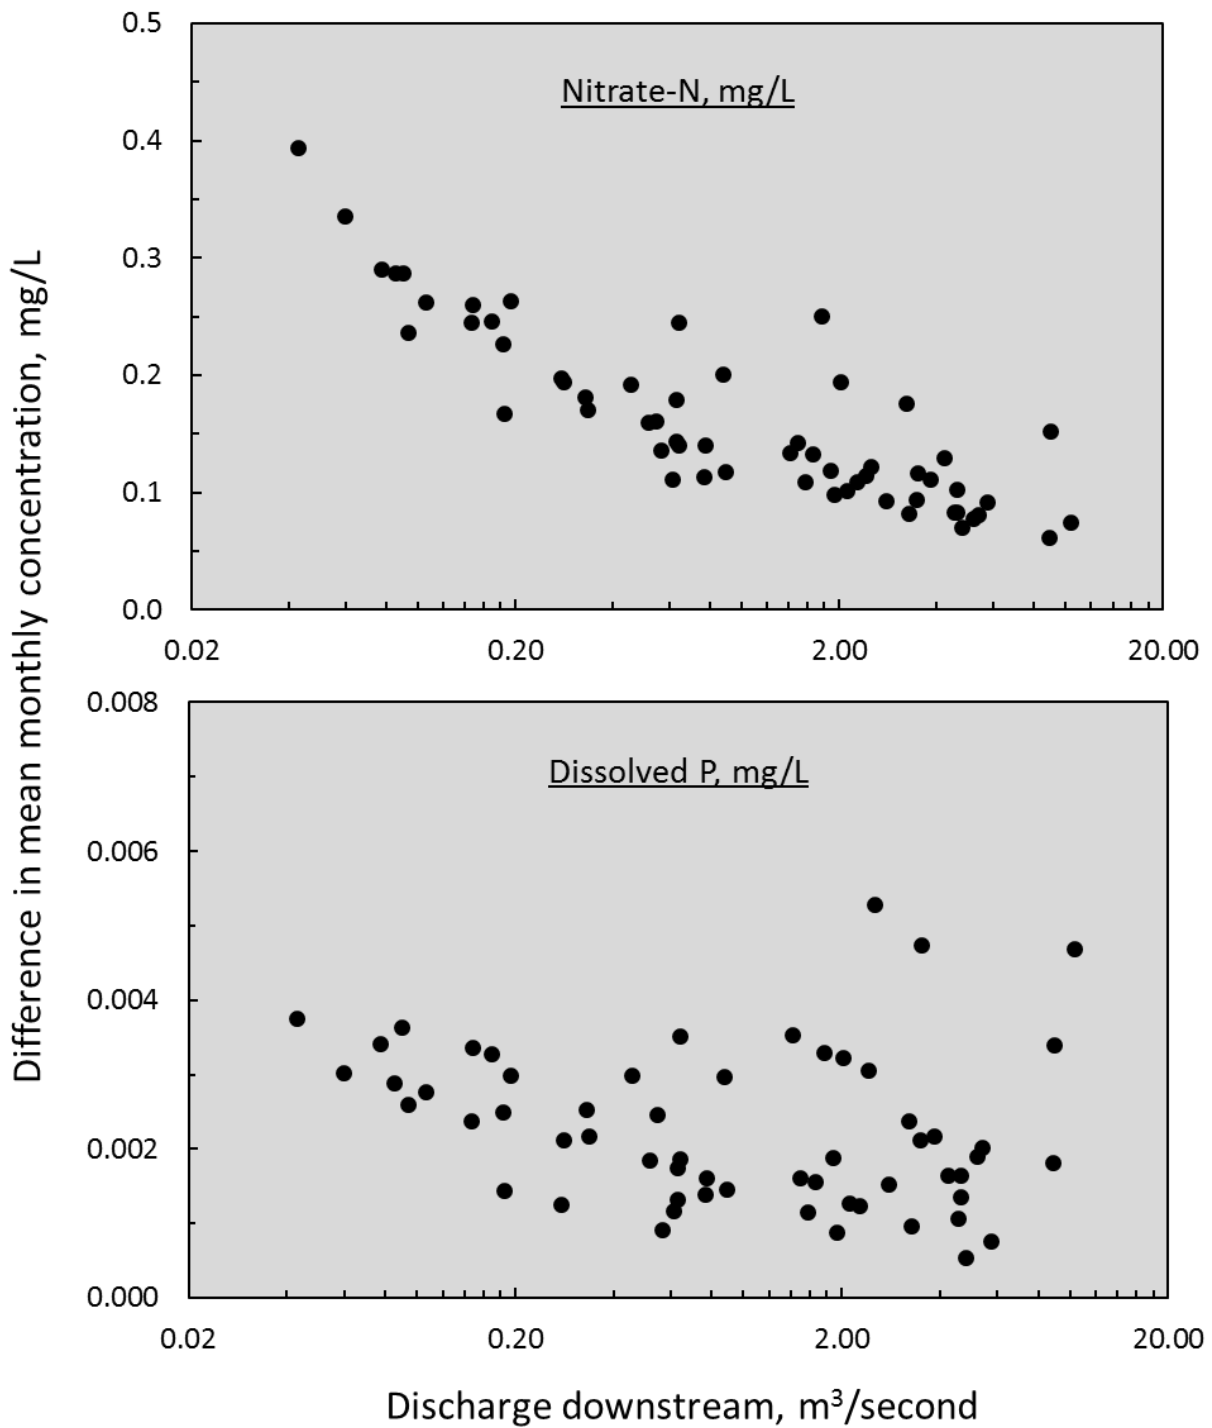 Difference in mean monthly concentration, mg/L
0.5
0.4
0.3
0.2
0.1
0.0
Nitrate-N, mg/L
0.02 0.20 2.00 20.00
0.008
0.006
0.004
0.002
0.000
Dissolved P, mg/L
0.02 0.20 2.00 20.00
Discharge downstream, m³/second